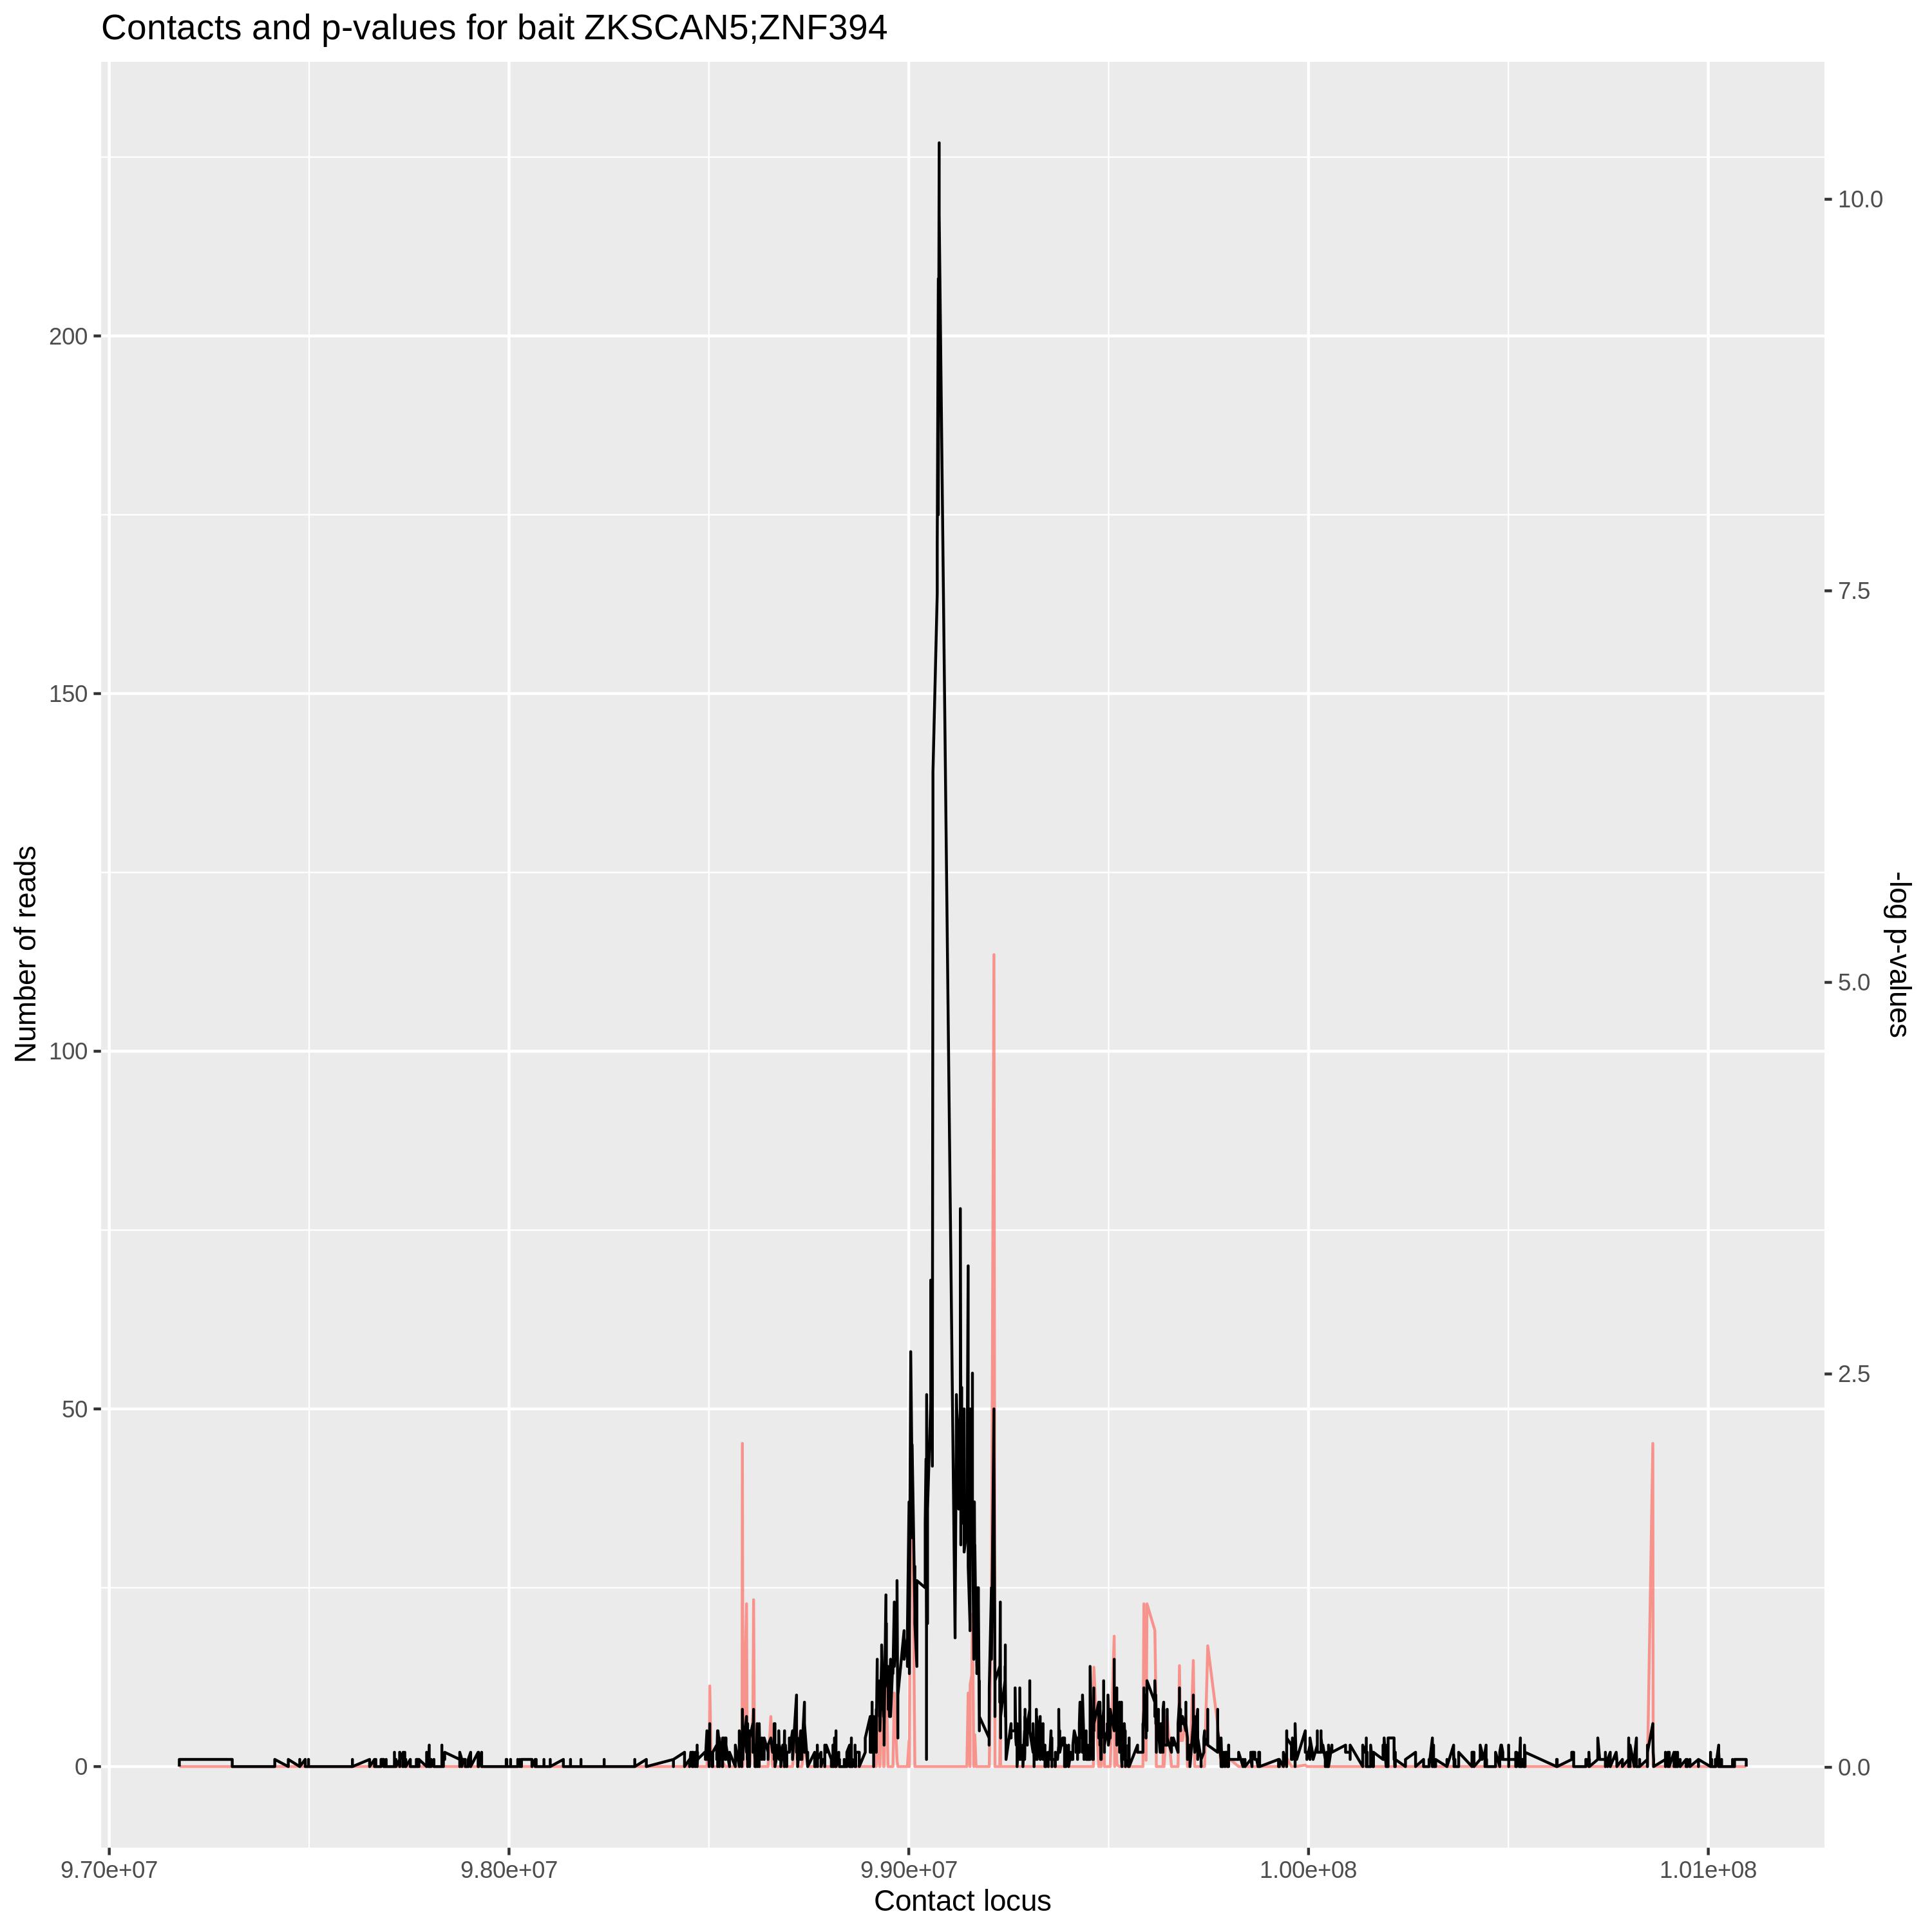 Contacts and p-values for bait ZKSCAN5;ZNF394
Number of reads
200
150
100
50
0
10.0
7.5
5.0
2.5
0.0
-log p-values
9.70e+07 9.80e+07 9.90e+07 1.00e+08 1.01e+08
Contact locus